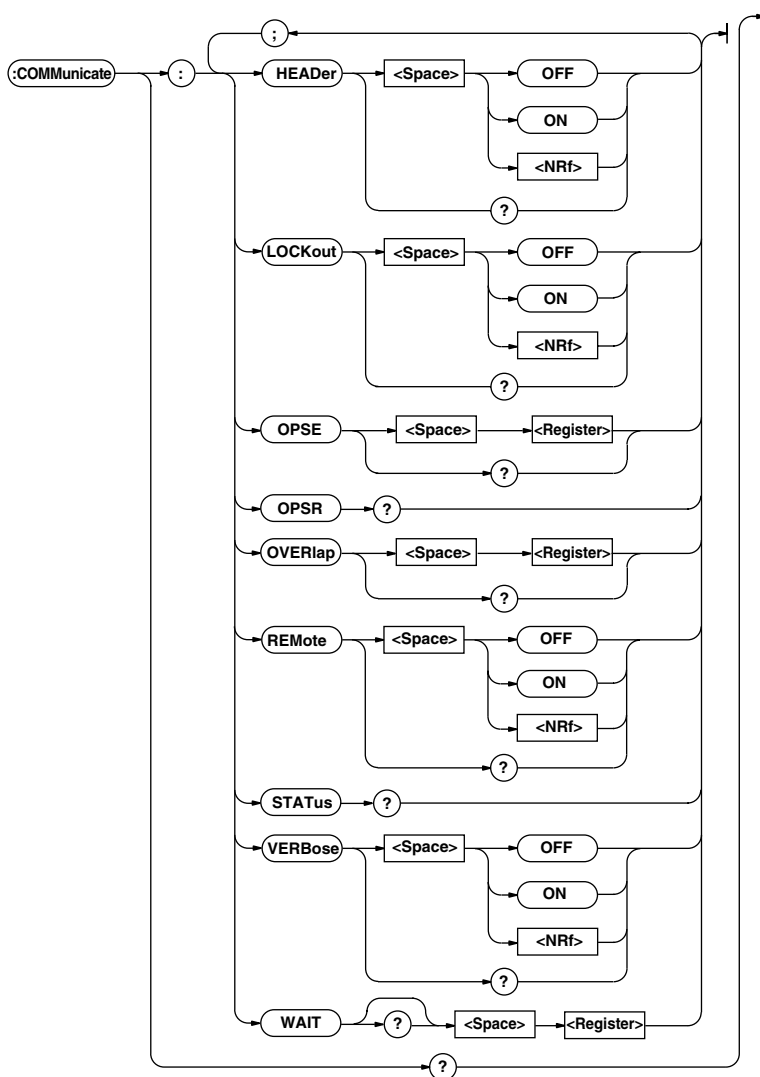 ;
:COMMunicate : HEADer <Space> OFF
ON
<NRf>
?
LOCKout <Space> OFF
ON
<NRf>
?
OPSE <Space> <Register>
?
OPSR ?
OVERlap <Space> <Register>
?
REMote <Space> OFF
ON
<NRf>
?
STATus ?
VERBose <Space> OFF
ON
<NRf>
?
WAIT ? <Space> <Register>
?